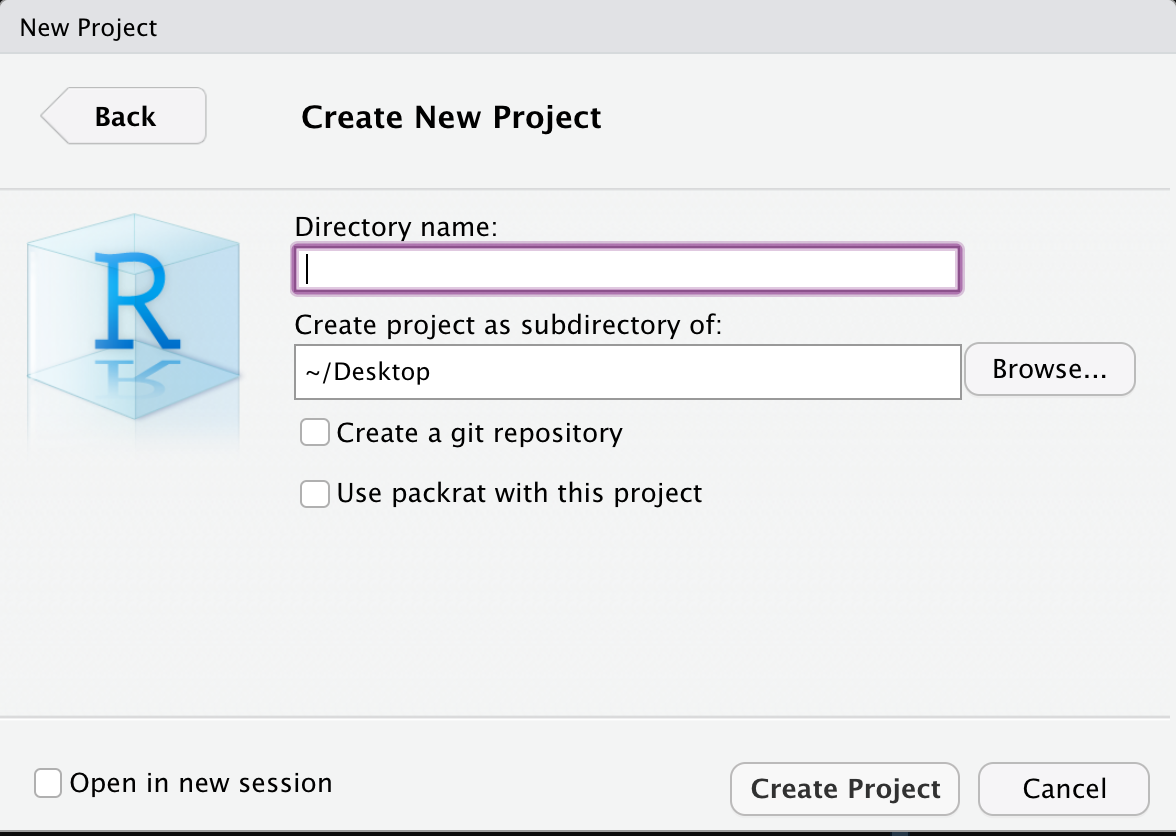 New Project
Back
Create New Project
R
Directory name:
Create project as subdirectory of:
~/Desktop
Browse...
Create a git repository
Use packrat with this project
Open in new session
Create Project
Cancel